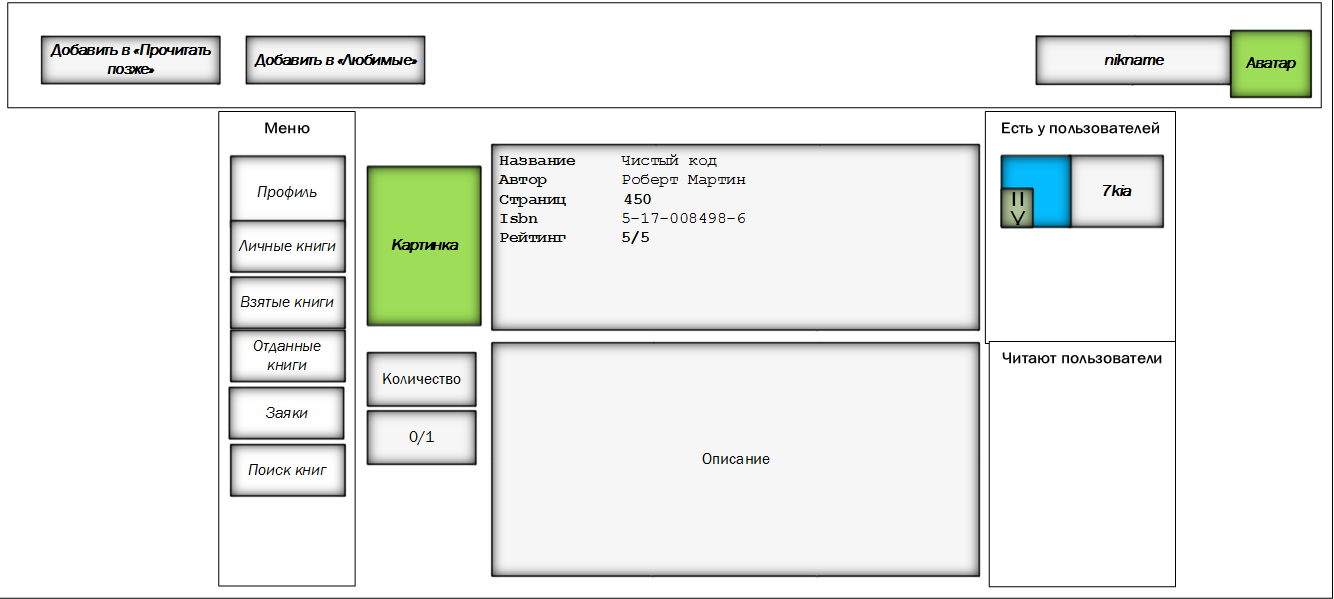 Добавить в «Прочитать
позже»
Добавить в «Любимые»
nikname
Аватар
Меню
Профиль
Личные книги
Взятые книги
Отданные
книги
Заяки
Поиск книг
Картинка
Количество
0/1
Название Чистый код
Автор Роберт Мартин
Страниц 450
Isbn 5-17-008498-6
Рейтинг 5/5
Описание
Есть у пользователей
7kia
Читают пользователи